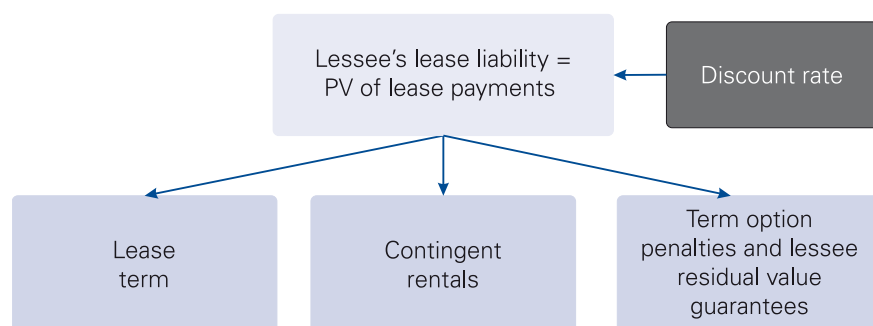 Lessee's lease liability =
PV of lease payments
Discount rate
Lease
term
Contingent
rentals
Term option
penalties and lessee
residual value
guarantees